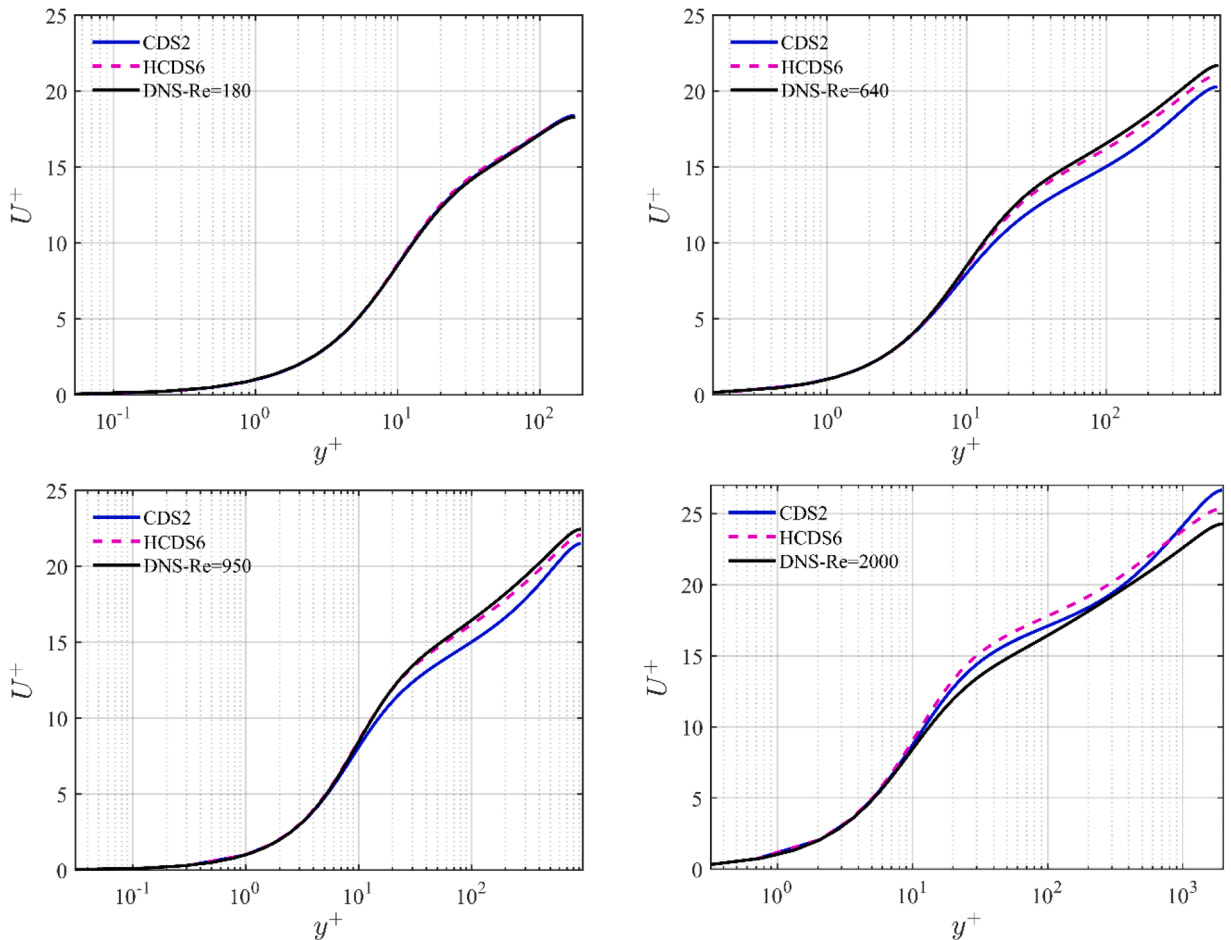 25
20
15
10
5
0
U⁺
CDS2
HCDS6
DNS-Re=180
10⁻¹
10⁰
10¹
10²
y⁺
25
20
15
10
5
0
U⁺
CDS2
HCDS6
DNS-Re=640
10⁰
10¹
10²
y⁺
25
20
15
10
5
0
U⁺
CDS2
HCDS6
DNS-Re=950
10⁻¹
10⁰
10¹
10²
y⁺
25
20
15
10
5
0
U⁺
CDS2
HCDS6
DNS-Re=2000
10⁰
10¹
10²
10³
y⁺